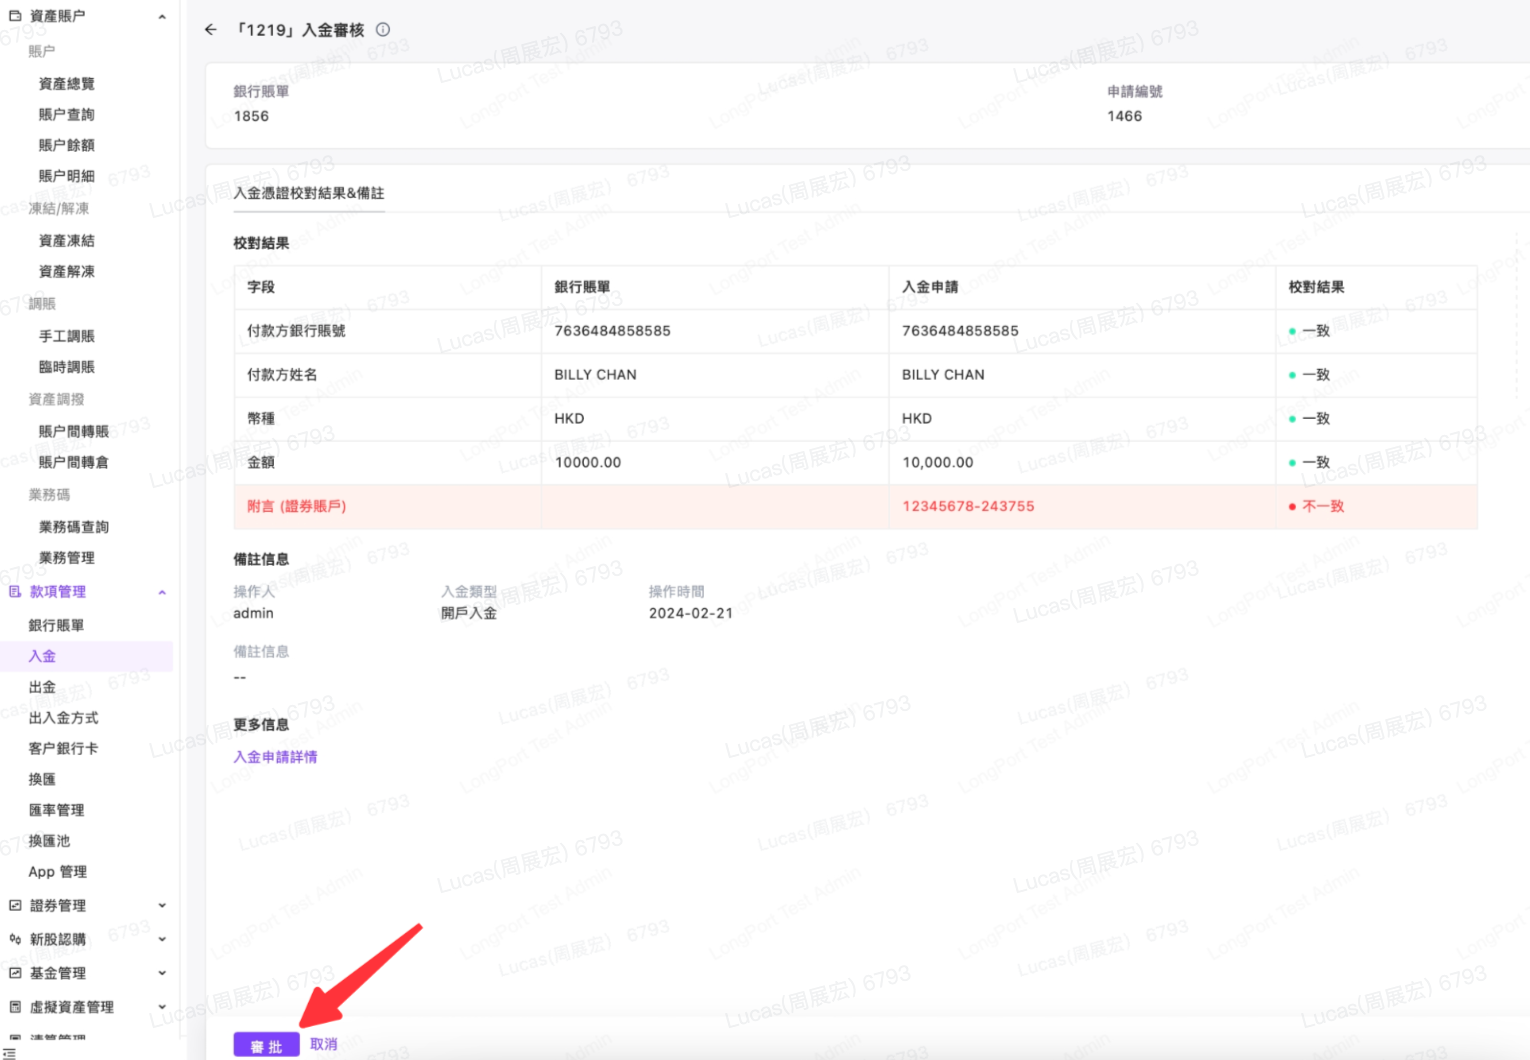 資產賬户
賬户
資產總覽
賬户查詢
賬户餘額
賬户明細
凍結/解凍
資產凍結
資產解凍
調賬
手工調賬
臨時調賬
資產調撥
賬户間轉賬
賬户間轉倉
業務碼
業務碼查詢
業務管理
款項管理
銀行賬單
入金
出金
出入金方式
客户銀行卡
換匯
匯率管理
換匯池
App 管理
證券管理
新股認購
基金管理
虛擬資產管理
「1219」入金審核
銀行賬單 申請編號
1856 1466
入金憑證校對結果&備註
校對結果
字段 銀行賬單 入金申請 校對結果
付款方銀行賬號 7636484858585 7636484858585 一致
付款方姓名 BILLY CHAN BILLY CHAN 一致
幣種 HKD HKD 一致
金額 10000.00 10,000.00 一致
附言 (證券賬戶) 12345678-243755 不一致
備註信息
操作人 入金類型 操作時間
admin 開戶入金 2024-02-21
備註信息
--
更多信息
入金申請詳情
審 批 取消
Lucas(周展宏) 6793
LongPort Test Admin